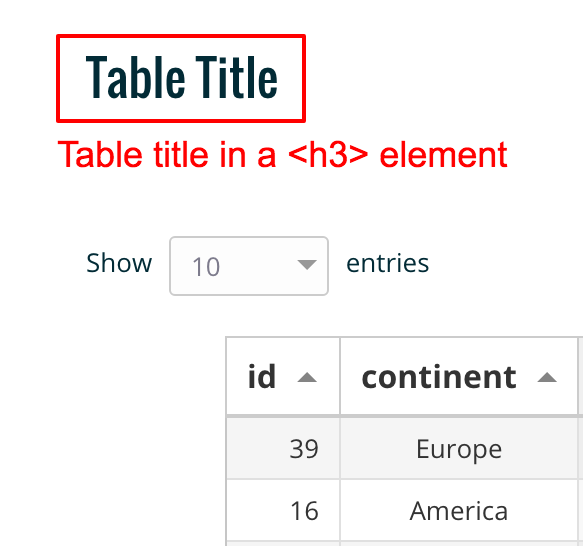 Table Title
Table title in a <h3> element
Show 10 entries
id continent
39 Europe
16 America